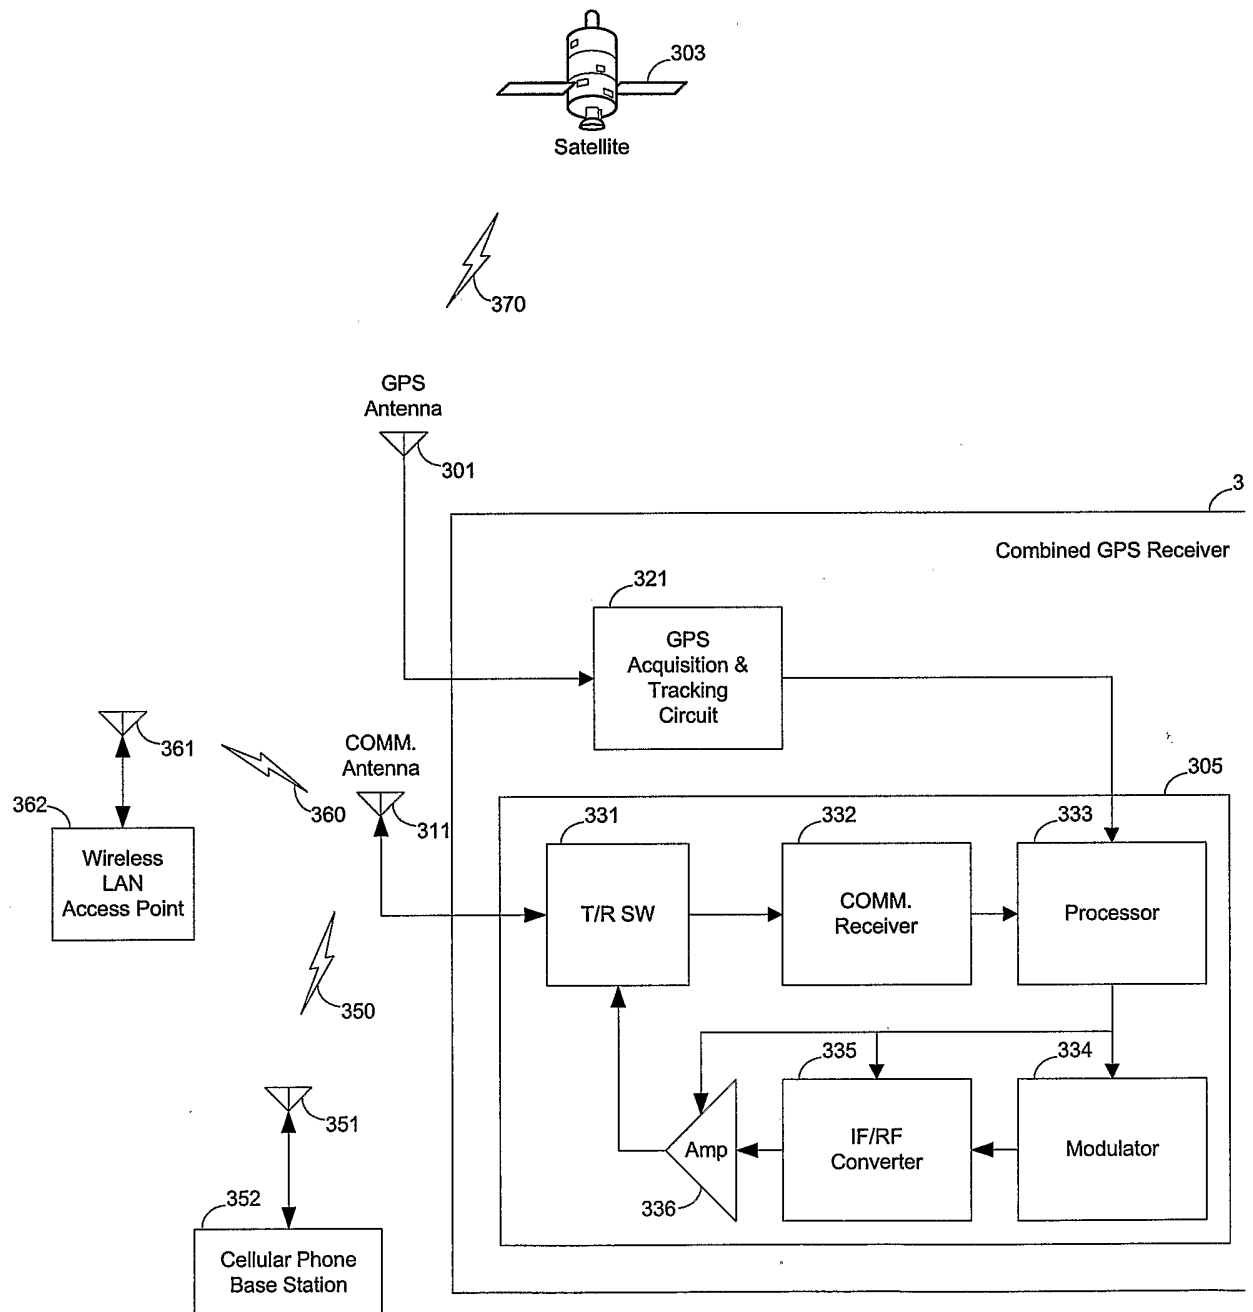 303
Satellite
370
GPS
Antenna
301
3
Combined GPS Receiver
321
GPS
Acquisition &
Tracking
Circuit
361
COMM.
Antenna
305
362
360
311
331
332
333
Wireless
LAN
Access Point
T/R SW
COMM.
Receiver
Processor
350
335
334
351
Amp
IF/RF
Converter
Modulator
352
336
Cellular Phone
Base Station